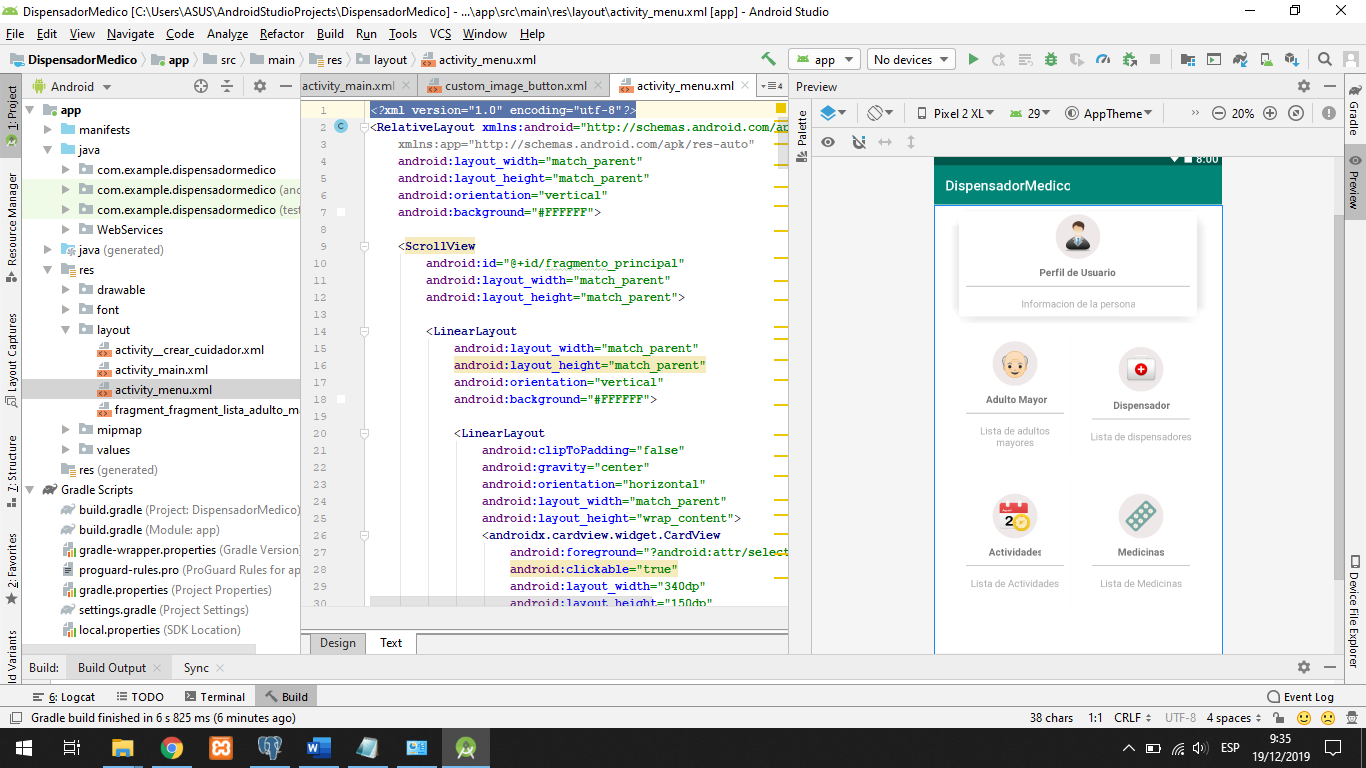 DispensadorMedico [C:\Users\ASUS\AndroidStudioProjects\DispensadorMedico] - ...\app\src\main\res\layout\activity_menu.xml [app] - Android Studio
File Edit View Navigate Code Analyze Refactor Build Run Tools VCS Window Help
DispensadorMedico app src main res layout activity_menu.xml
app No devices
Android
activity_main.xml custom_image_button.xml activity_menu.xml 4
Preview
1: Project
Resource Manager
Layout Captures
7: Structure
2: Favorites
ld Variants
app
manifests
java
com.example.dispensadormedico
com.example.dispensadormedico (and
com.example.dispensadormedico (test
WebServices
java (generated)
res
drawable
font
layout
activity__crear_cuidador.xml
activity_main.xml
activity_menu.xml
fragment_fragment_lista_adulto_ma
mipmap
values
res (generated)
Gradle Scripts
build.gradle (Project: DispensadorMedico)
build.gradle (Module: app)
gradle-wrapper.properties (Gradle Version)
proguard-rules.pro (ProGuard Rules for ap
gradle.properties (Project Properties)
settings.gradle (Project Settings)
local.properties (SDK Location)
1 <?xml version="1.0" encoding="utf-8"?>
2 C <RelativeLayout xmlns:android="http://schemas.android.com/ap
3 xmlns:app="http://schemas.android.com/apk/res-auto"
4 android:layout_width="match_parent"
5 android:layout_height="match_parent"
6 android:orientation="vertical"
7 android:background="#FFFFFF">
8
9 <ScrollView
10 android:id="@+id/fragmento_principal"
11 android:layout_width="match_parent"
12 android:layout_height="match_parent">
13
14 <LinearLayout
15 android:layout_width="match_parent"
16 android:layout_height="match_parent"
17 android:orientation="vertical"
18 android:background="#FFFFFF">
19
20 <LinearLayout
21 android:clipToPadding="false"
22 android:gravity="center"
23 android:orientation="horizontal"
24 android:layout_width="match_parent"
25 android:layout_height="wrap_content">
26 <androidx.cardview.widget.CardView
27 android:foreground="?android:attr/select
28 android:clickable="true"
29 android:layout_width="340dp"
30 android:layout_height="150dp"
Design Text
Palette
Pixel 2 XL 29 AppTheme » 20%
8:00
DispensadorMedico
Perfil de Usuario
Informacion de la persona
Adulto Mayor
Lista de adultos
mayores
Dispensador
Lista de dispensadores
Actividades
Lista de Actividades
Medicinas
Lista de Medicinas
Gradle
Preview
Device File Explorer
Build: Build Output Sync
6: Logcat TODO Terminal Build Event Log
Gradle build finished in 6 s 825 ms (6 minutes ago) 38 chars 1:1 CRLF UTF-8 4 spaces
ESP
9:35
19/12/2019